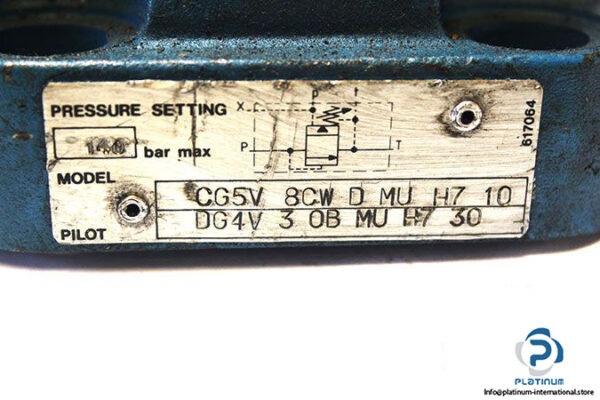 PRESSURE SETTING
140 bar max
X
P
t
P
T
617064
MODEL
CG5V 8CW D MU H7 10
PILOT
DG4V 3 0B MU H7 30
PLATINUM
Info@platinum-international.store